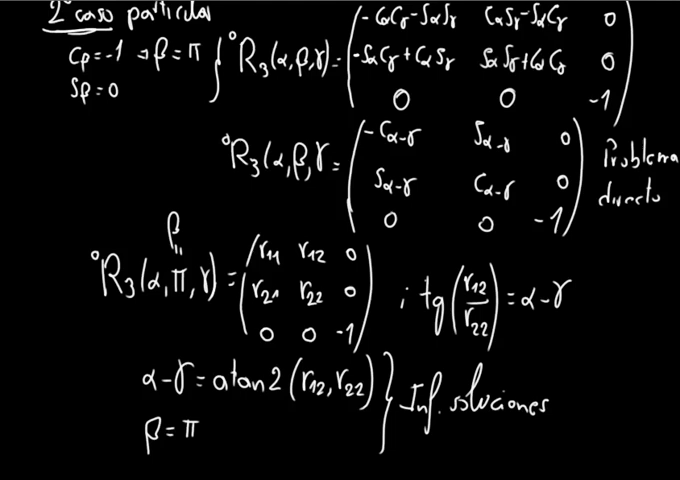 2º caso particular
Cβ=-1 → β=π } ⁰R₃(α,β,γ)= ( -CαCγ-SαSγ CαSγ-SαCγ 0
Sβ=0 -SαCγ+CαSγ SαSγ+CαCγ 0
0 0 -1 )
⁰R₃(α,β,γ = ( -Cα-γ Sα-γ 0 Problema
Sα-γ Cα-γ 0 directo
0 0 -1 )
β
"
⁰R₃(α,π,γ)= ( r11 r12 0
r21 r22 0 ; tg(r12/r22)=α-γ
0 0 -1 )
α-γ=atan2(r12,r22) } Inf. soluciones
β=π